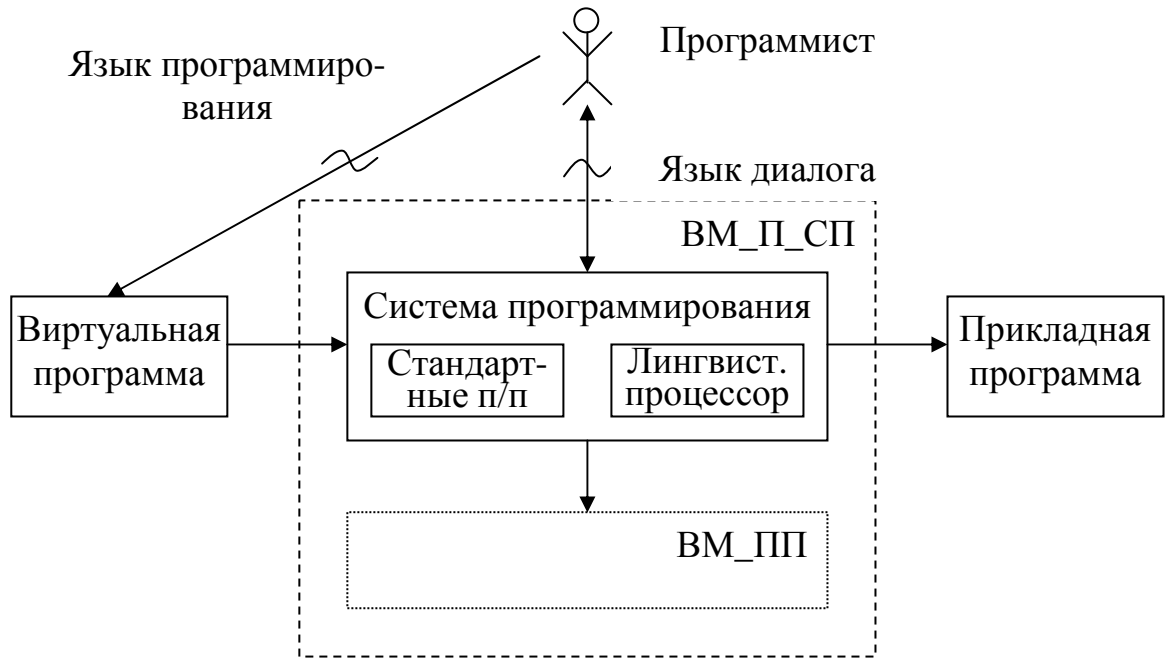 Программист
Язык программиро-
вания
Язык диалога
ВМ_П_СП
Виртуальная
программа
Система программирования
Стандарт-
ные п/п
Лингвист.
процессор
Прикладная
программа
ВМ_ПП